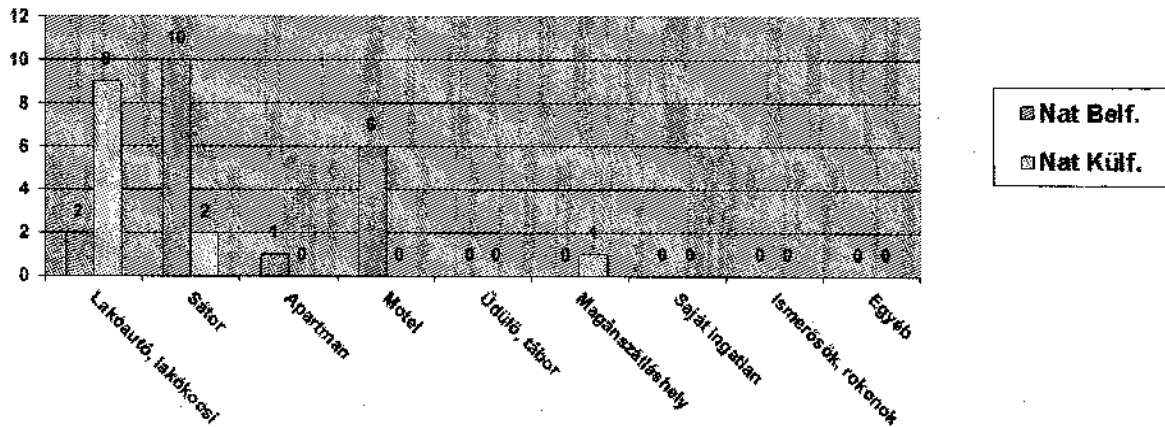 12
10
8
6
4
2
0
2
9
10
2
1
0
6
0
0
0
0
1
0
0
0
0
0
0
Lakóautó, lakókocsi
Sátor
Apartman
Motel
Üdülő, tábor
Magánszálláshely
Saját ingatlan
Ismerősök, rokonok
Egyéb
Nat Belf.
Nat Külf.